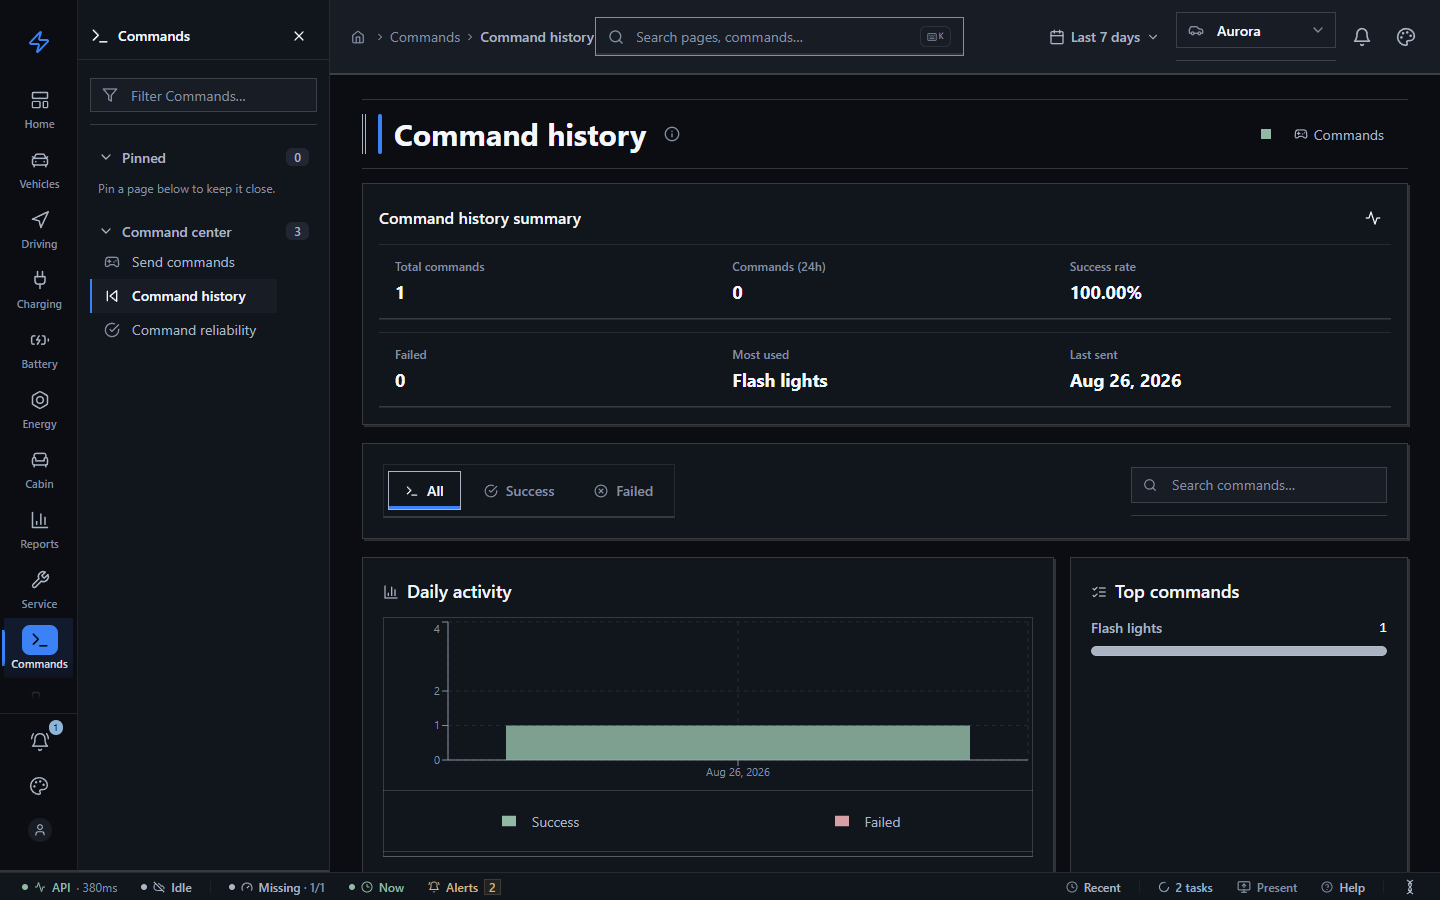 Commands
Commands
Command history
Search pages, commands...
K
Last 7 days
Aurora
Home
Vehicles
Driving
Charging
Battery
Energy
Cabin
Reports
Service
Commands
1
Filter Commands...
Pinned
0
Pin a page below to keep it close.
Command center
3
Send commands
Command history
Command reliability
Command history
Commands
Command history summary
Total commands
1
Commands (24h)
0
Success rate
100.00%
Failed
0
Most used
Flash lights
Last sent
Aug 26, 2026
All
Success
Failed
Search commands...
Daily activity
4
2
1
0
Aug 26, 2026
Success
Failed
Top commands
Flash lights
1
API · 380ms
Idle
Missing · 1/1
Now
Alerts 2
Recent
2 tasks
Present
Help